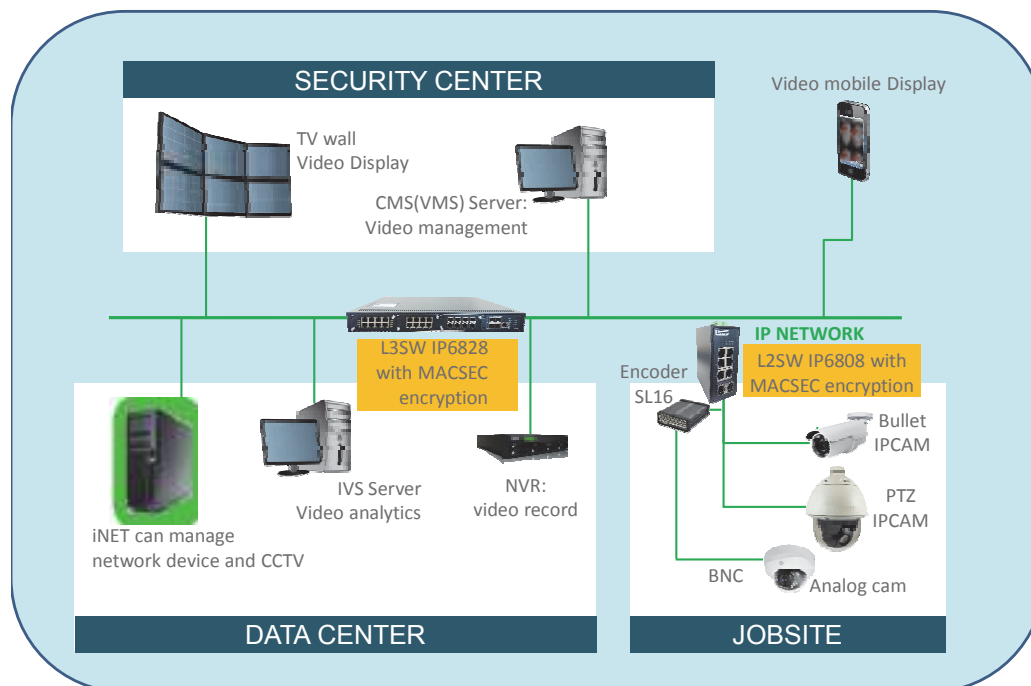 SECURITY CENTER
TV wall
Video Display
CMS(VMS) Server:
Video management
Video mobile Display
L3SW IP6828
with MACSEC
encryption
IP NETWORK
L2SW IP6808 with
MACSEC encryption
Encoder
SL16
Bullet
IPCAM
PTZ
IPCAM
BNC
Analog cam
iNET can manage
network device and CCTV
IVS Server
Video analytics
NVR:
video record
DATA CENTER
JOBSITE